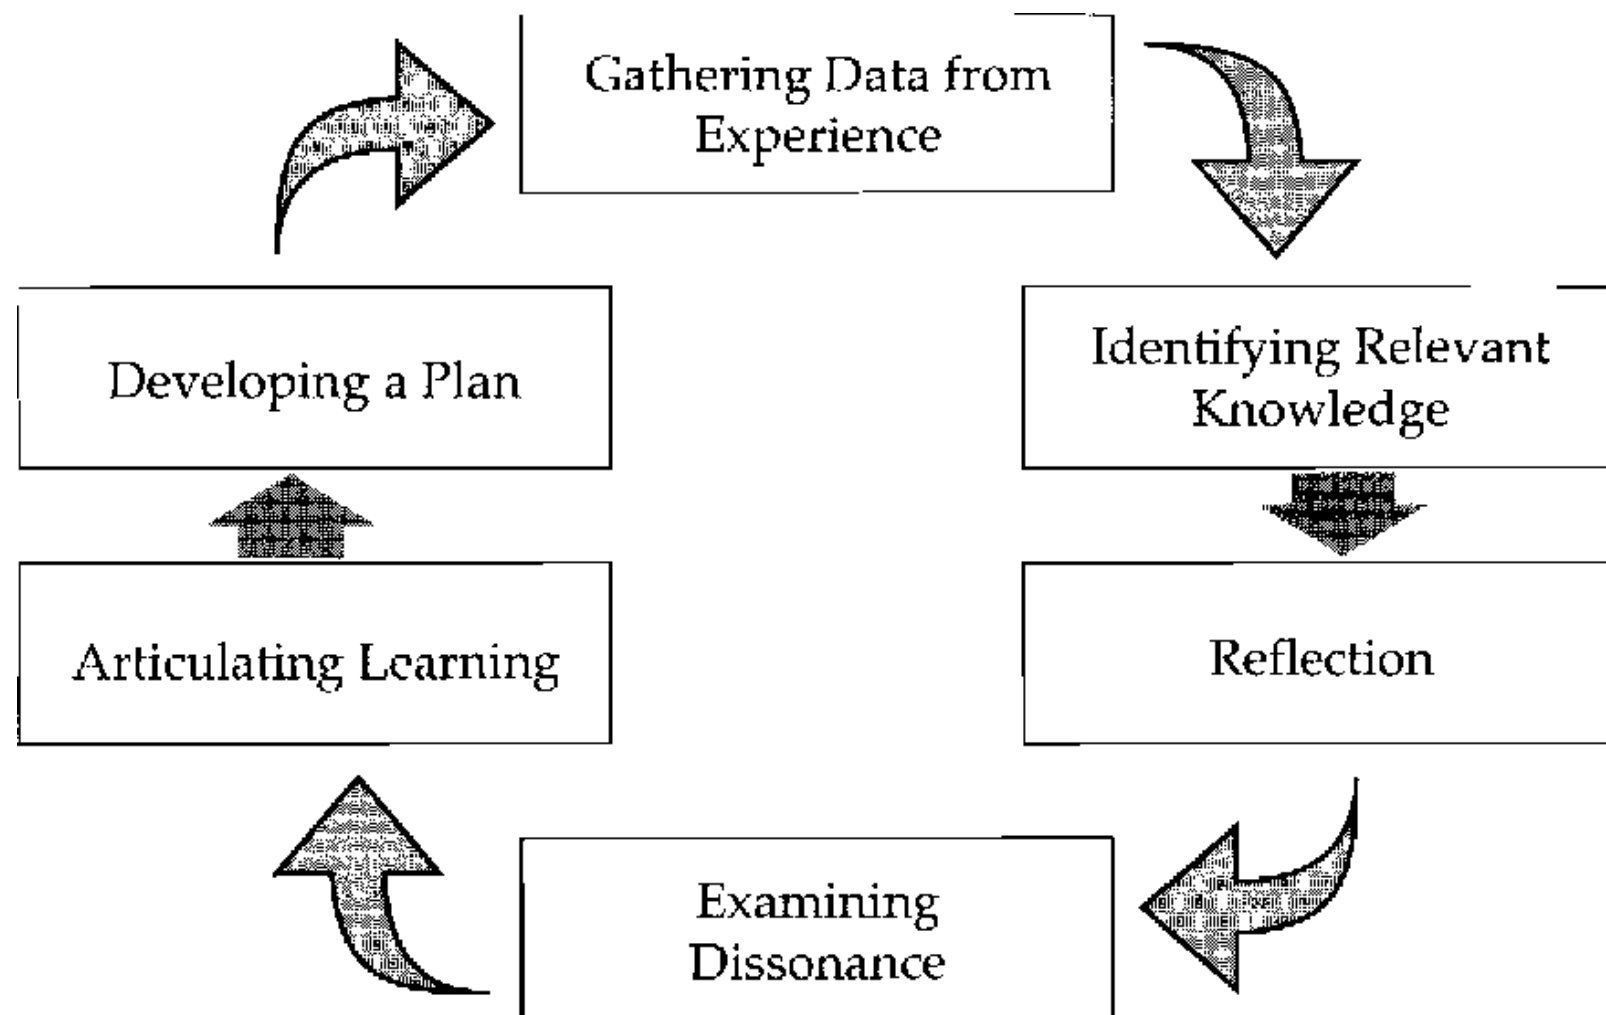 Gathering Data from
Experience
Identifying Relevant
Knowledge
Reflection
Examining
Dissonance
Articulating Learning
Developing a Plan